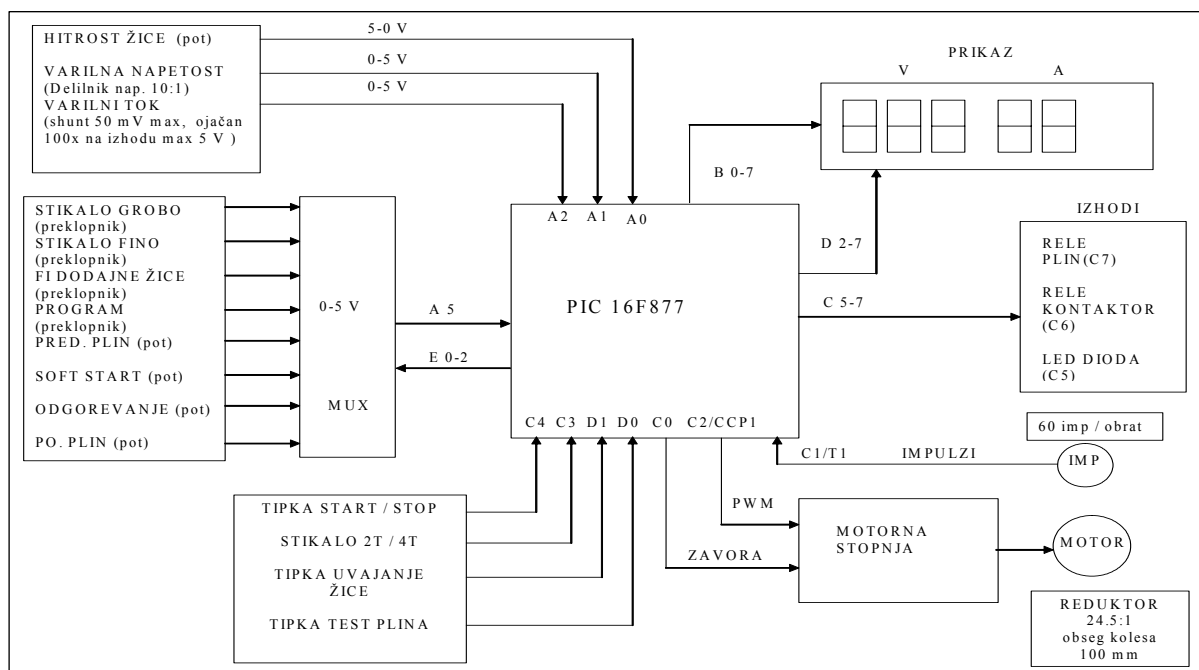 HITROST ŽICE (pot)
VARILNA NAPETOST
(Delilnik nap. 10:1)
VARILNI TOK
(shunt 50 mV max, ojačan
100x na izhodu max 5 V )
5-0 V
0-5 V
0-5 V
PRIKAZ
V A
B 0-7
D 2-7
C 5-7
STIKALO GROBO
(preklopnik)
STIKALO FINO
(preklopnik)
FI DODAJNE ŽICE
(preklopnik)
PROGRAM
(preklopnik)
PRED. PLIN (pot)
SOFT START (pot)
ODGOREVANJE (pot)
PO. PLIN (pot)
0-5 V
MUX
A 5
E 0-2
A2 A1 A0
PIC 16F877
C4 C3 D1 D0 C0 C2/CCP1
IZHODI
RELE
PLIN(C7)
RELE
KONTAKTOR
(C6)
LED DIODA
(C5)
60 imp / obrat
C1/T1 IMPULZI
IMP
TIPKA START / STOP
STIKALO 2T / 4T
TIPKA UVAJANJE
ŽICE
TIPKA TEST PLINA
PWM
ZAVORA
MOTORNA
STOPNJA
MOTOR
REDUKTOR
24.5:1
obseg kolesa
100 mm